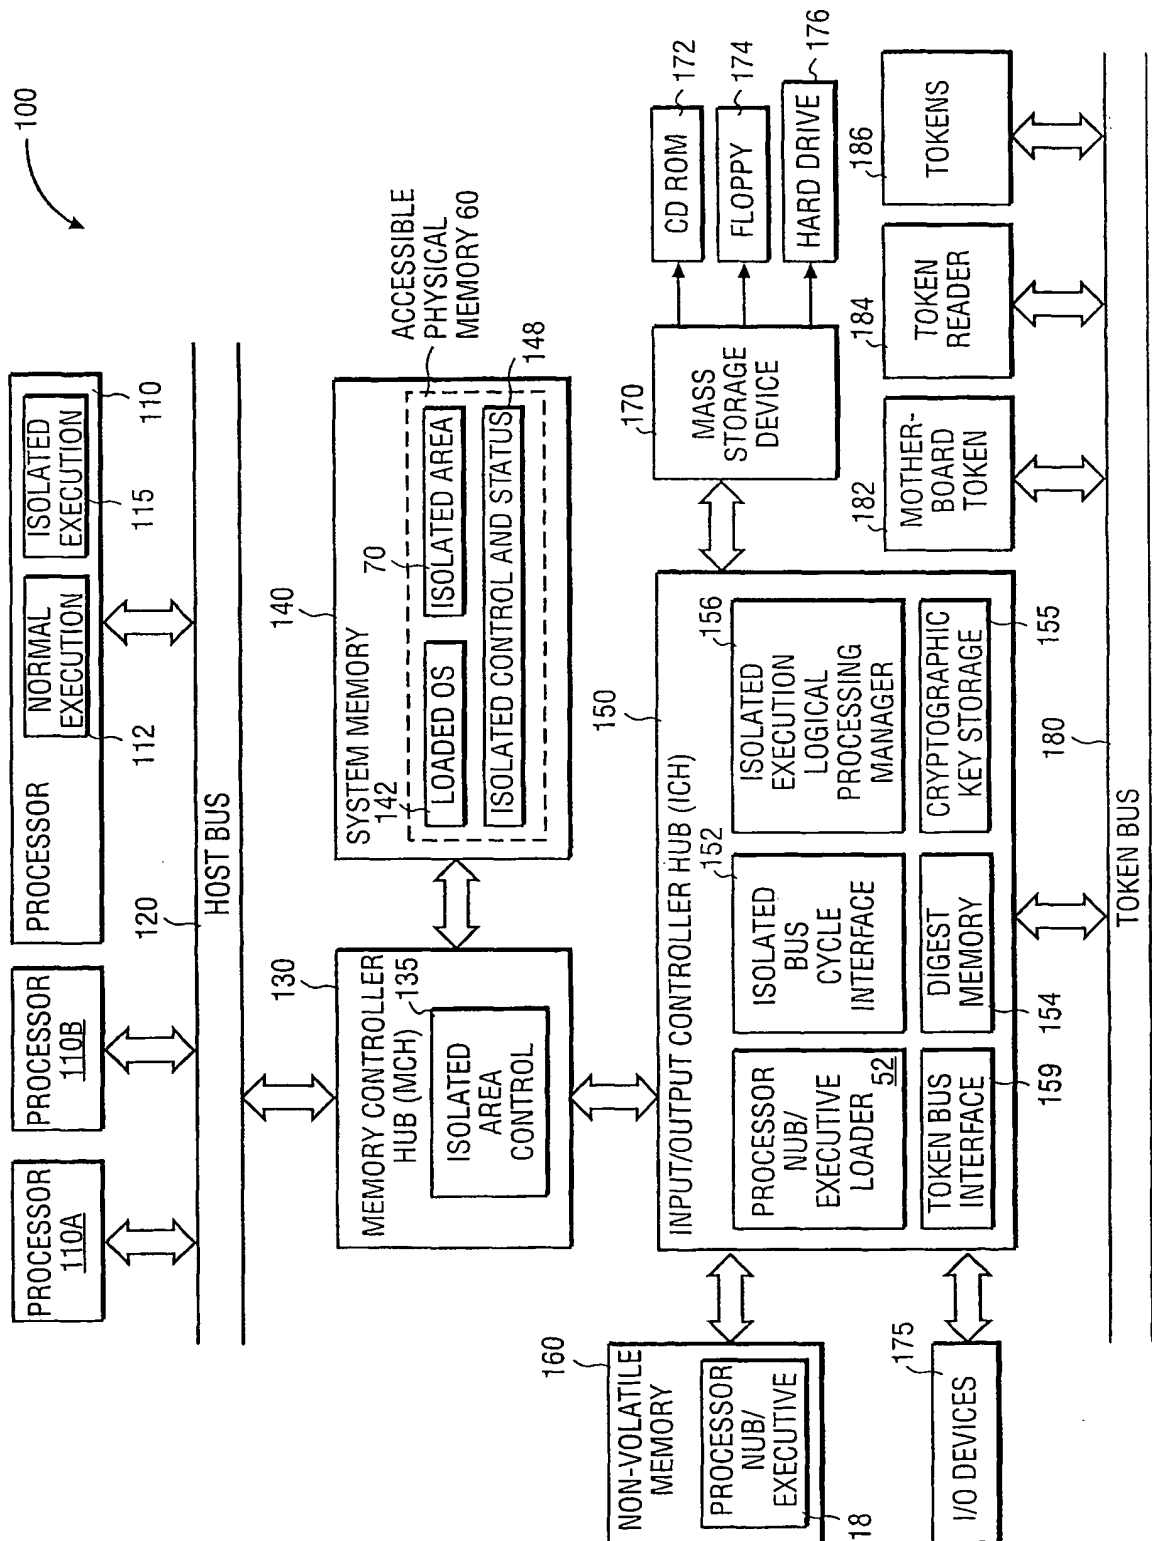 100
PROCESSOR
110A
PROCESSOR
110B
PROCESSOR
NORMAL
EXECUTION
112
ISOLATED
EXECUTION
115
110
120
HOST BUS
130
MEMORY CONTROLLER
HUB (MCH)
135
ISOLATED
AREA
CONTROL
140
SYSTEM MEMORY
142
LOADED OS
70
ISOLATED AREA
ISOLATED CONTROL AND STATUS
148
ACCESSIBLE
PHYSICAL
MEMORY 60
150
INPUT/OUTPUT CONTROLLER HUB (ICH)
PROCESSOR
NUB/
EXECUTIVE
LOADER
52
152
ISOLATED
BUS
CYCLE
INTERFACE
156
ISOLATED
EXECUTION
LOGICAL
PROCESSING
MANAGER
TOKEN BUS
INTERFACE
159
DIGEST
MEMORY
154
CRYPTOGRAPHIC
KEY STORAGE
155
160
NON-VOLATILE
MEMORY
PROCESSOR
NUB/
EXECUTIVE
18
175
I/O DEVICES
170
MASS
STORAGE
DEVICE
CD ROM
172
FLOPPY
174
HARD DRIVE
176
182
MOTHER-
BOARD
TOKEN
184
TOKEN
READER
186
TOKENS
180
TOKEN BUS